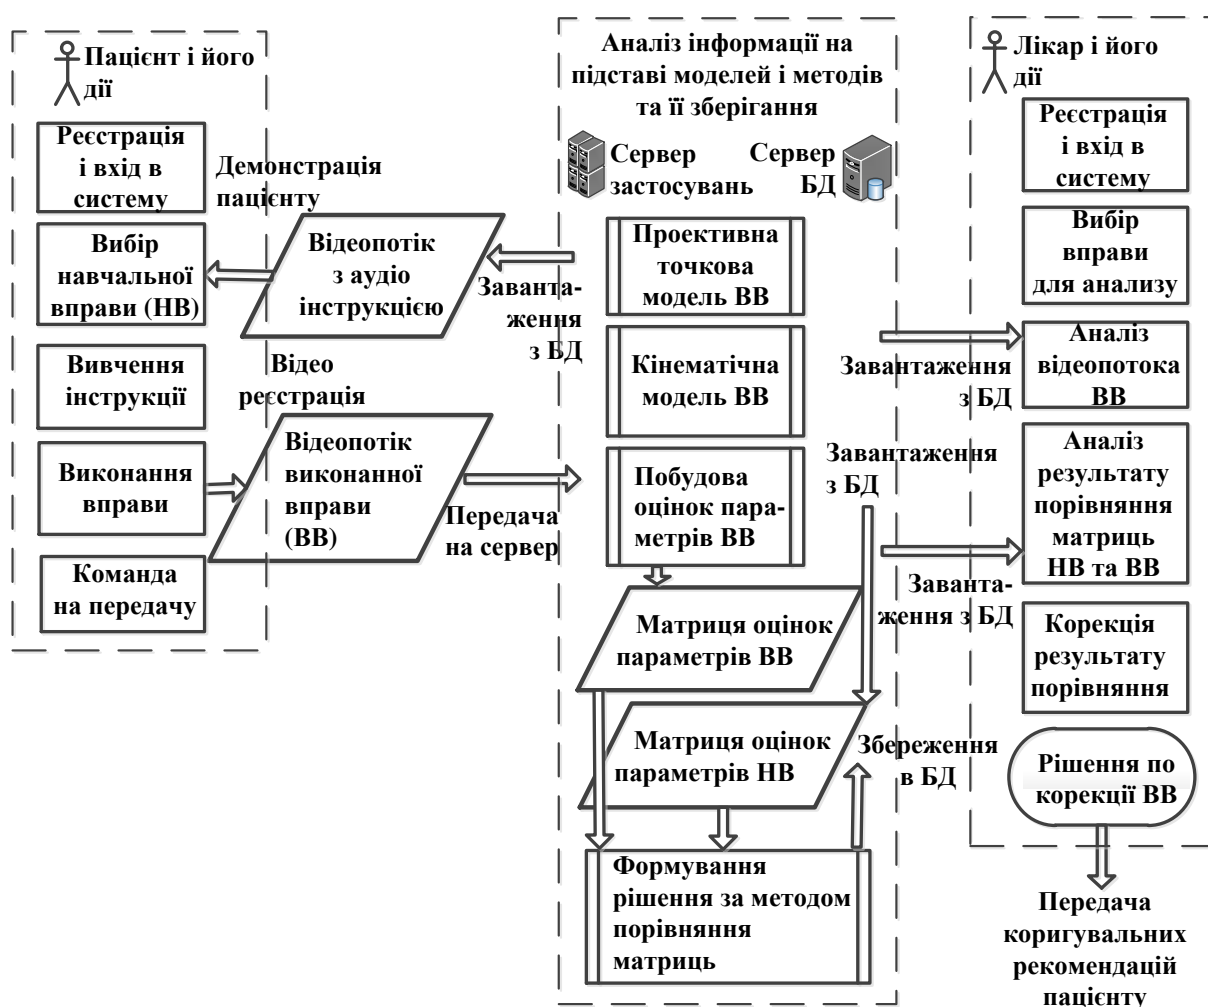 Пацієнт і його
дії
Реєстрація
і вхід в
систему
Вибір
навчальної
вправи (НВ)
Вивчення
інструкції
Виконання
вправи
Команда
на передачу
Демонстрація
пацієнту
Відеопотік
з аудіо
інструкцією
Заванта-
ження
з БД
Відео
реєстрація
Відеопотік
виконанної
вправи
(ВВ)
Передача
на сервер
Аналіз інформації на
підставі моделей і методів
та її зберігання
Сервер
застосувань
Сервер
БД
Проективна
точкова
модель ВВ
Кінематічна
модель ВВ
Побудова
оцінок пара-
метрів ВВ
Матриця оцінок
параметрів ВВ
Матриця оцінок
параметрів НВ
Формування
рішення за методом
порівняння
матриць
Завантаження
з БД
Завантаження
з БД
Заванта-
ження з БД
Збереження
в БД
Лікар і його
дії
Реєстрація
і вхід в
систему
Вибір
вправи
для анализу
Аналіз
відеопотока
ВВ
Аналіз
результату
порівняння
матриць
НВ та ВВ
Корекція
результату
порівняння
Рішення по
корекції ВВ
Передача
коригувальних
рекомендацій
пацієнту